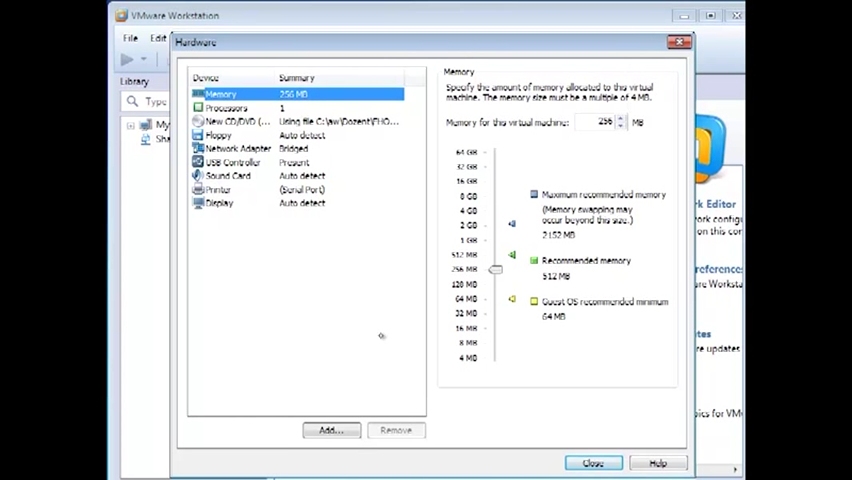 VMware Workstation
File Edit
Hardware
Library
Type
My
Sha
Device Summary
Memory 256 MB
Processors 1
New CD/DVD (... Using file C:\aw\Dozent\FHO...
Floppy Auto detect
Network Adapter Bridged
USB Controller Present
Sound Card Auto detect
Printer (Serial Port)
Display Auto detect
Add...
Remove
Memory
Specify the amount of memory allocated to this virtual
machine. The memory size must be a multiple of 4 MB.
Memory for this virtual machine: 256 MB
64 GB
32 GB
16 GB
8 GB
4 GB
2 GB
1 GB
512 MB
256 MB
128 MB
64 MB
32 MB
16 MB
8 MB
4 MB
Maximum recommended memory
(Memory swapping may
occur beyond this size.)
2152 MB
Recommended memory
512 MB
Guest OS recommended minimum
64 MB
Close
Help
rk Editor
work config
on this con
references
Workstatio
tes
re updates
pics for VM